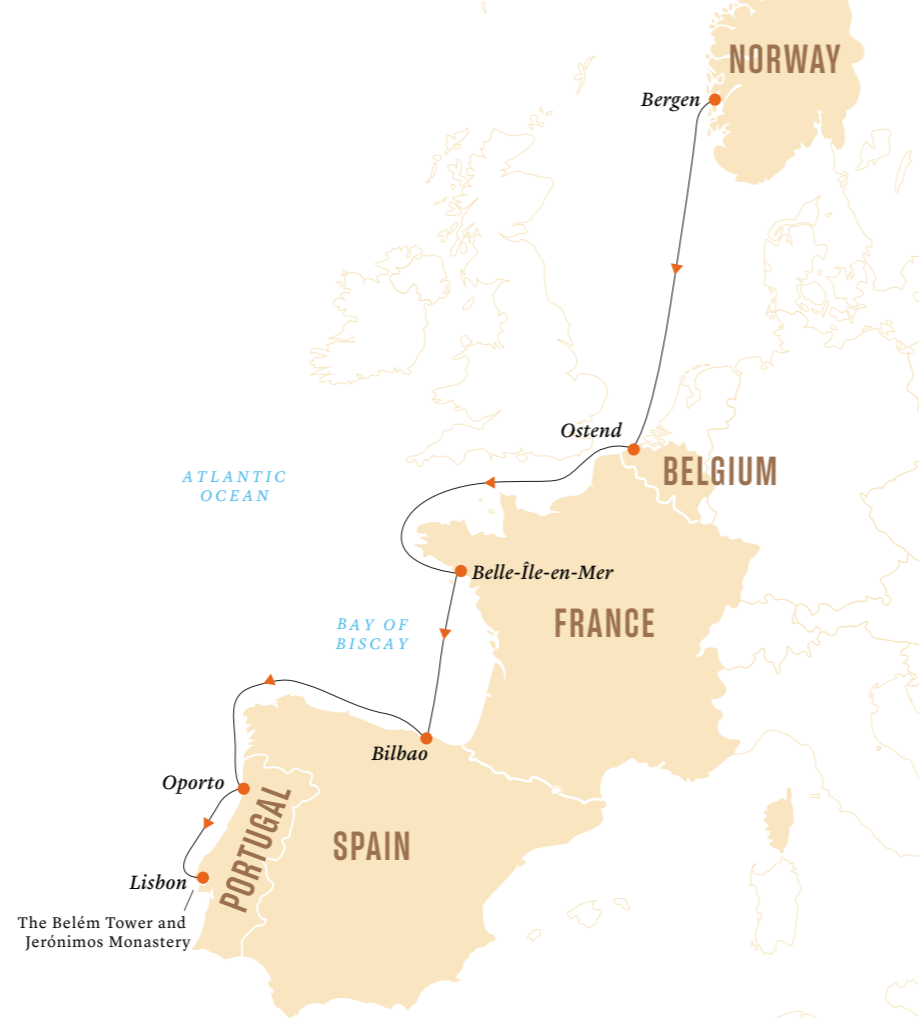 NORWAY
Bergen
Ostend
BELGIUM
ATLANTIC
OCEAN
Belle-Île-en-Mer
FRANCE
BAY OF
BISCAY
Bilbao
Oporto
PORTUGAL
SPAIN
Lisbon
The Belém Tower and
Jerónimos Monastery